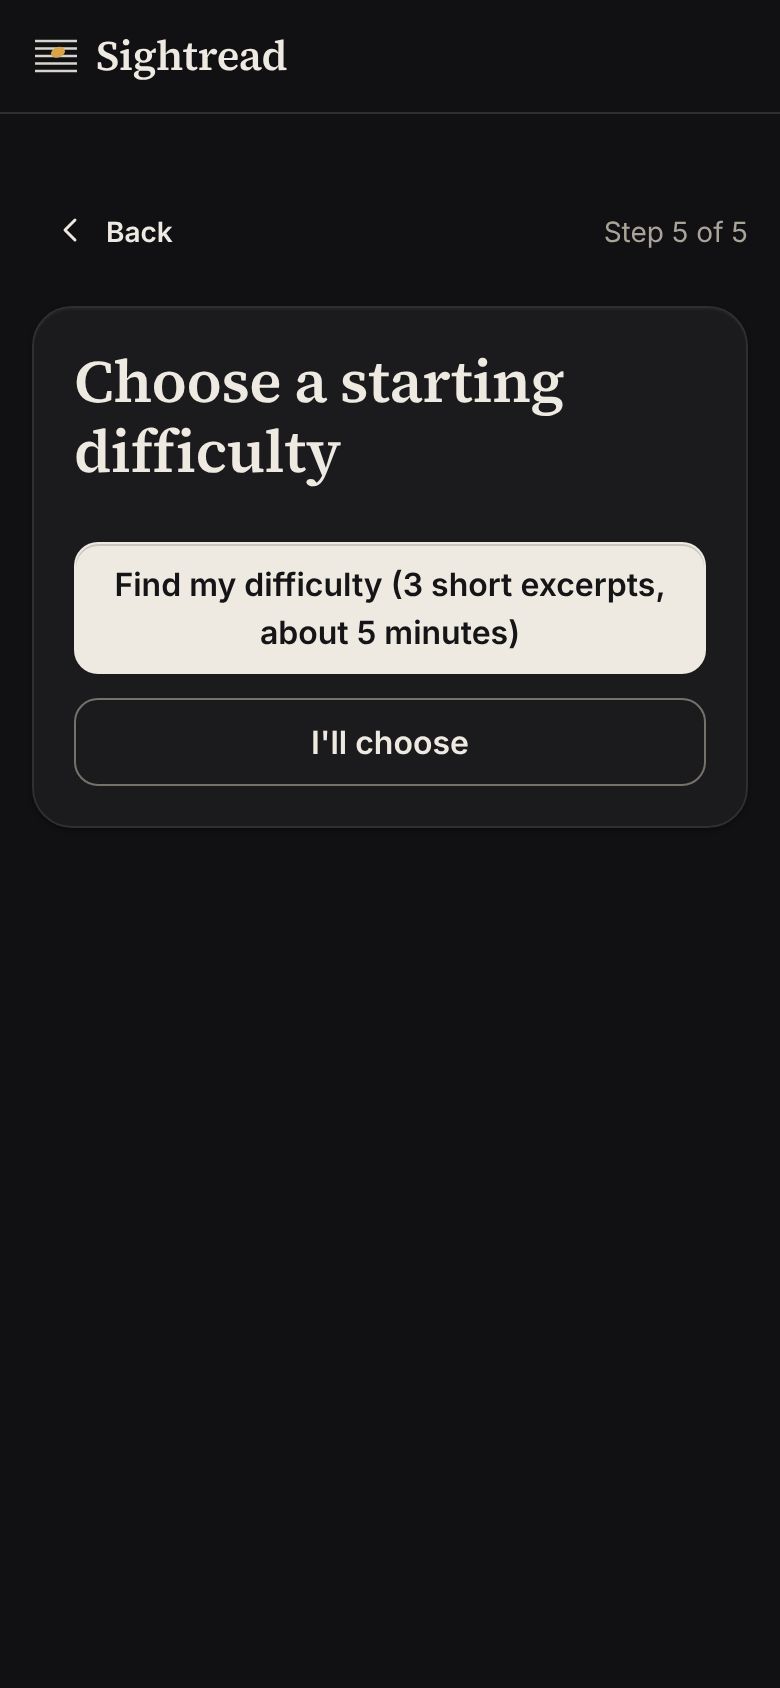 Sightread
Back
Step 5 of 5
Choose a starting
difficulty
Find my difficulty (3 short excerpts,
about 5 minutes)
I'll choose